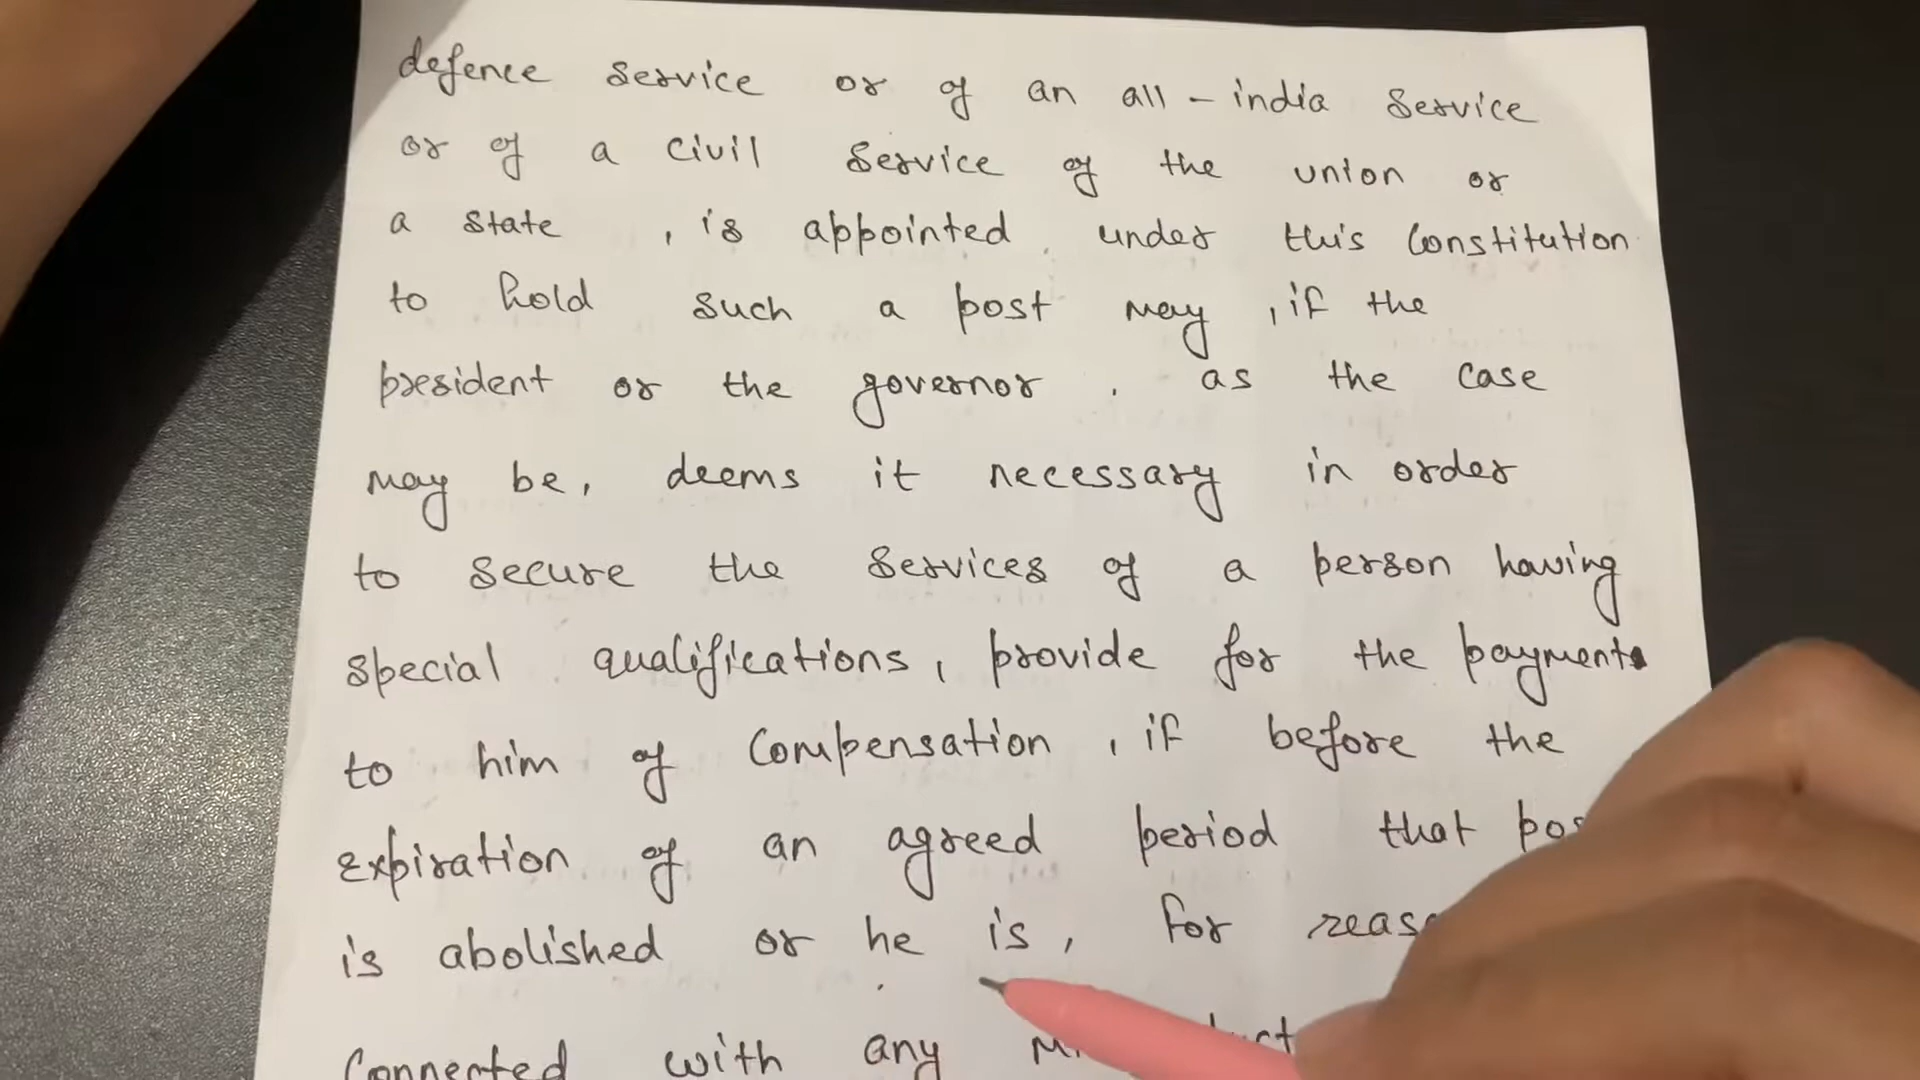 defence service or of an all - india service
or of a civil service of the union or
a state , is appointed under this Constitution
to hold such a post may , if the
president or the governor . as the case
may be, deems it necessary in order
to secure the services of a person having
special qualifications, provide for the payment
to him of Compensation , if before the
expiration of an agreed period that
is abolished or he is, for
Connected with any